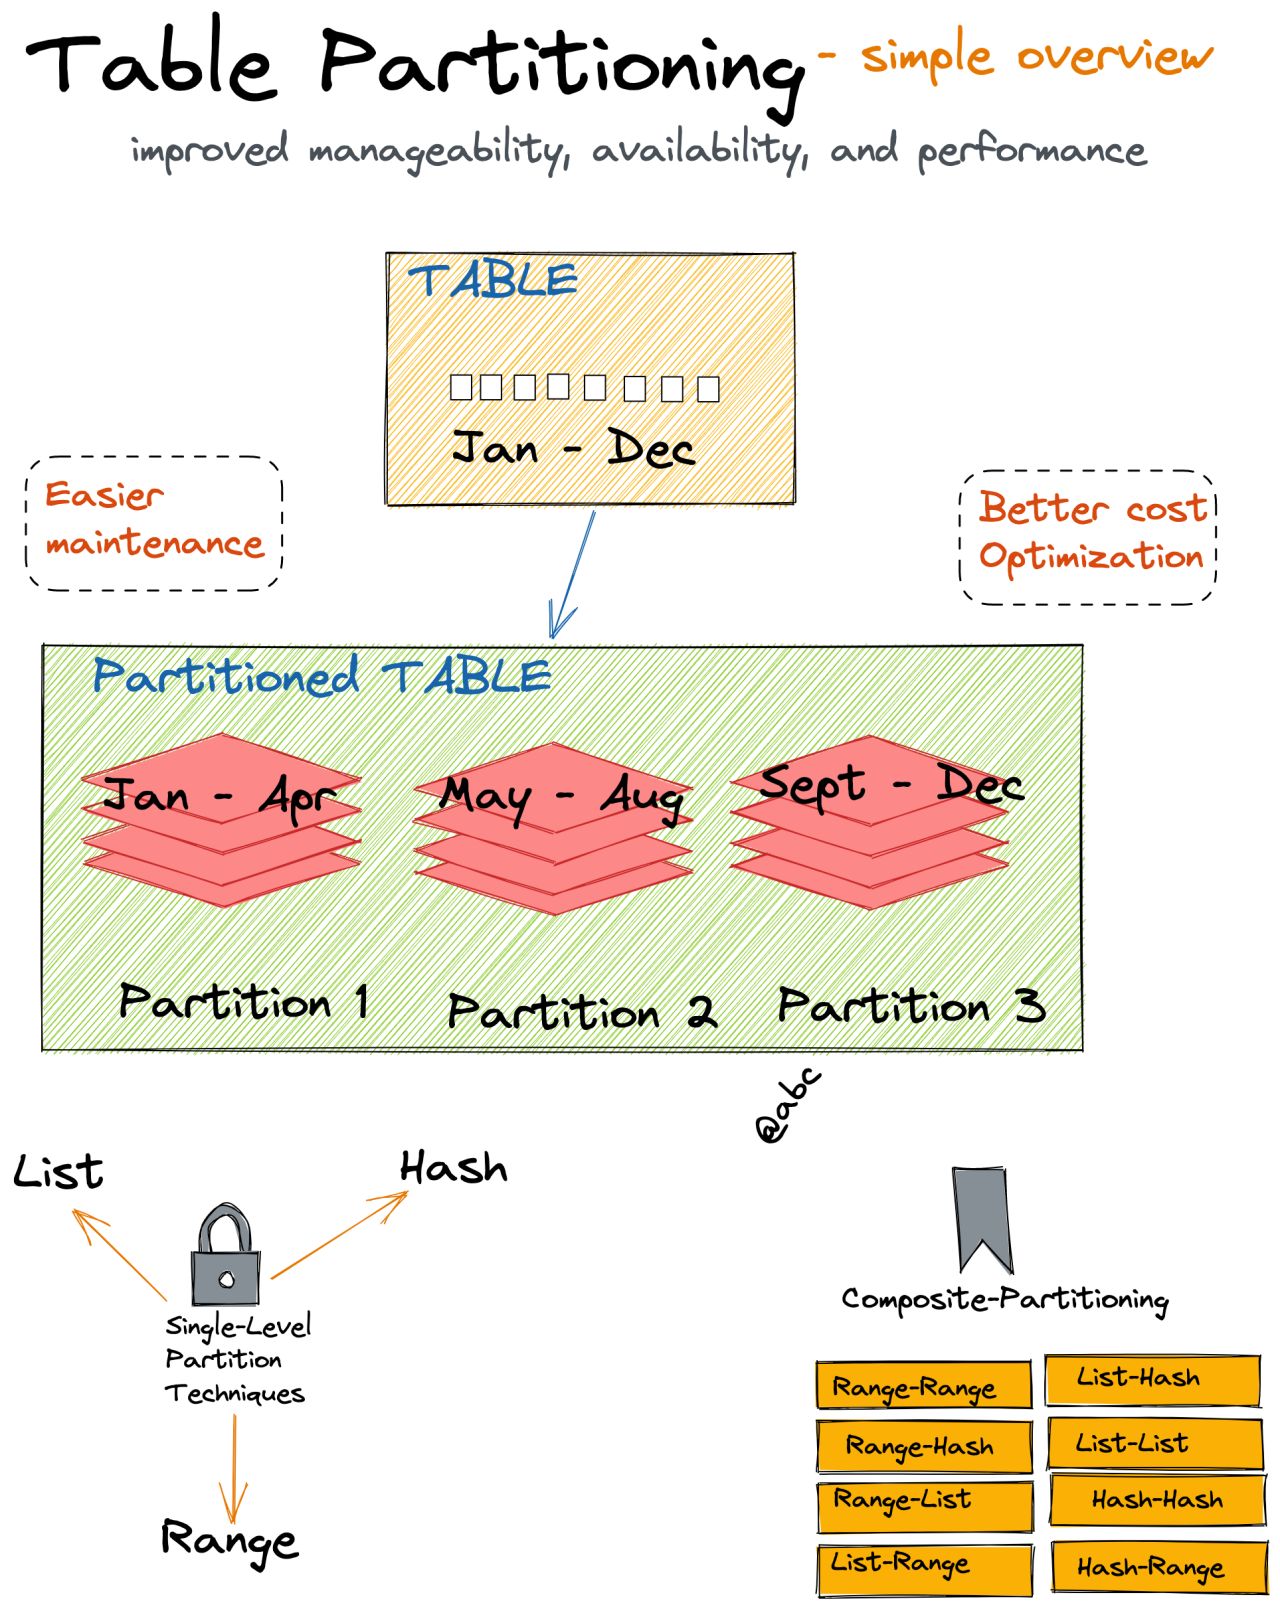 Table Partitioning - simple overview
improved manageability, availability, and performance
TABLE
Jan - Dec
Easier
maintenance
Better cost
Optimization
Partitioned TABLE
Jan - Apr
May - Aug
Sept - Dec
Partition 1
Partition 2
Partition 3
@abc
List
Hash
Single-Level
Partition
Techniques
Range
Composite-Partitioning
Range-Range
List-Hash
Range-Hash
List-List
Range-List
Hash-Hash
List-Range
Hash-Range